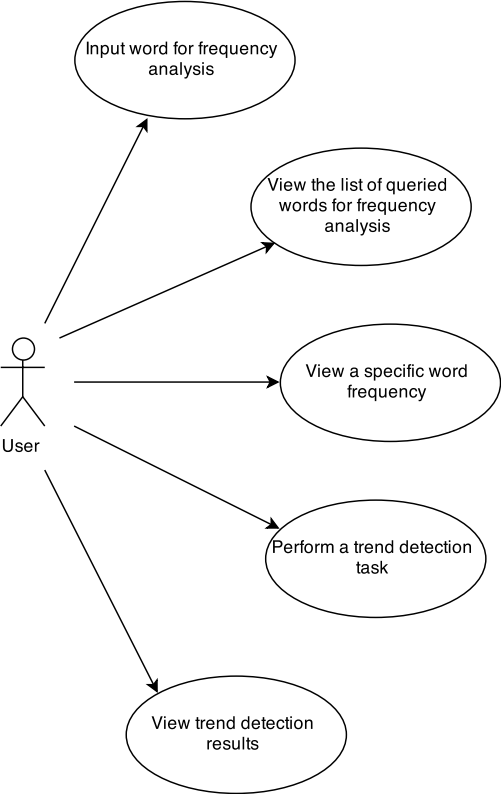 Input word for frequency
analysis
View the list of queried
words for frequency
analysis
View a specific word
frequency
User
Perform a trend detection
task
View trend detection
results